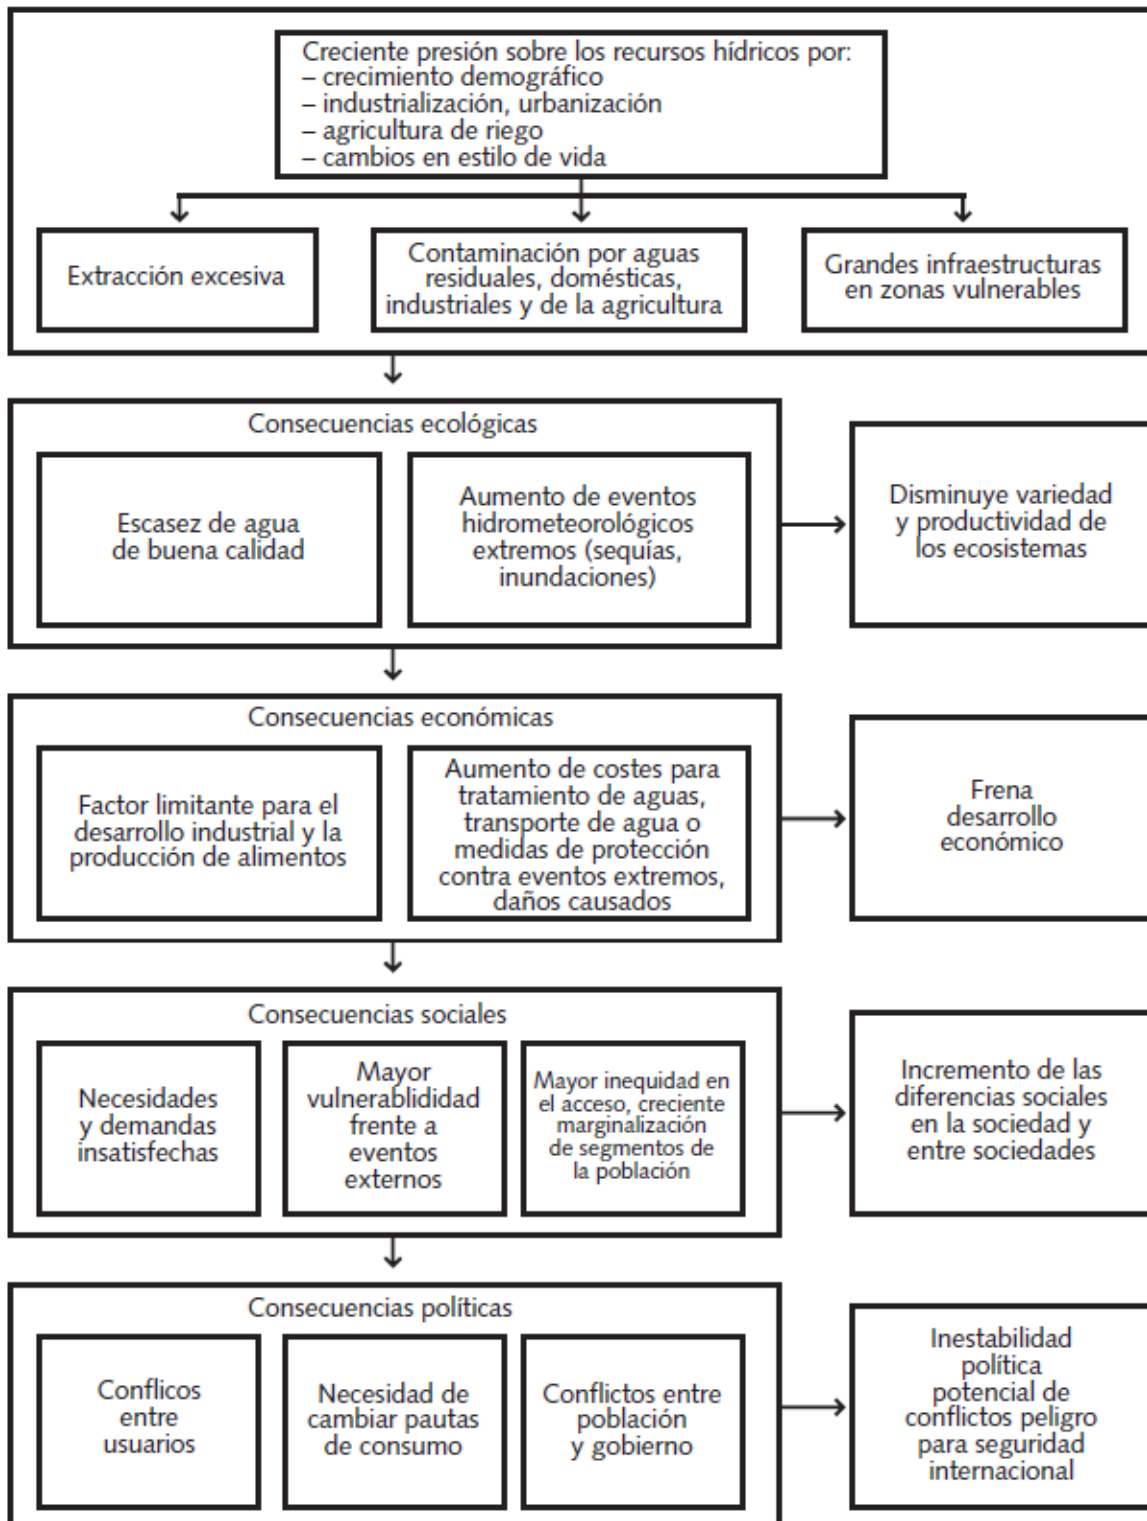 Creciente presión sobre los recursos hídricos por:
– crecimiento demográfico
– industrialización, urbanización
– agricultura de riego
– cambios en estilo de vida
Extracción excesiva
Contaminación por aguas
residuales, domésticas,
industriales y de la agricultura
Grandes infraestructuras
en zonas vulnerables
Consecuencias ecológicas
Escasez de agua
de buena calidad
Aumento de eventos
hidrometeorológicos
extremos (sequías,
inundaciones)
Disminuye variedad
y productividad de
los ecosistemas
Consecuencias económicas
Factor limitante para el
desarrollo industrial y la
producción de alimentos
Aumento de costes para
tratamiento de aguas,
transporte de agua o
medidas de protección
contra eventos extremos,
daños causados
Frena
desarrollo
económico
Consecuencias sociales
Necesidades
y demandas
insatisfechas
Mayor
vulnerablididad
frente a
eventos
externos
Mayor inequidad en
el acceso, creciente
marginalización
de segmentos de
la población
Incremento de las
diferencias sociales
en la sociedad y
entre sociedades
Consecuencias políticas
Conflicos
entre
usuarios
Necesidad de
cambiar pautas
de consumo
Conflictos entre
población
y gobierno
Inestabilidad
política
potencial de
conflictos peligro
para seguridad
internacional